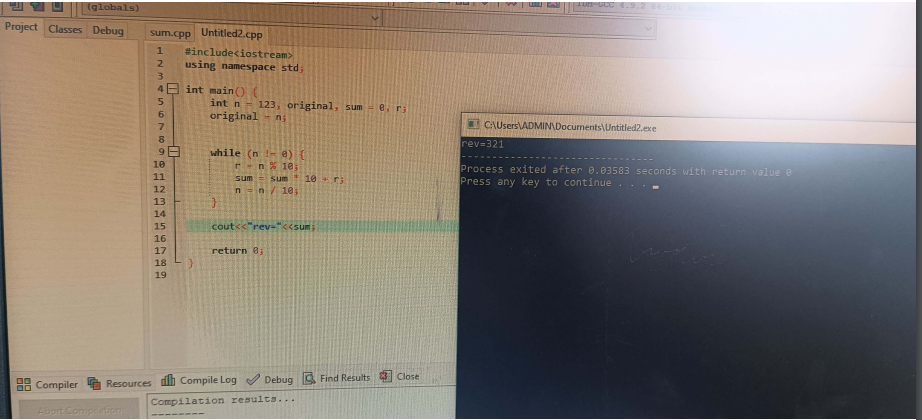 (globals)
Project Classes Debug
sum.cpp Untitled2.cpp
1 #include<iostream>
2 using namespace std;
3
4 int main() {
5 int n = 123, original, sum = 0, r;
6 original = n;
7
8
9 while (n != 0) {
10 r = n % 10;
11 sum = sum * 10 + r;
12 n = n / 10;
13 }
14
15 cout<<"rev="<<sum;
16
17 return 0;
18 }
19
C:\Users\ADMIN\Documents\Untitled2.exe
rev=321
--------------------------------
Process exited after 0.03583 seconds with return value 0
Press any key to continue . . .
Compiler Resources Compile Log Debug Find Results Close
Abort Compilation
Compilation results...
--------